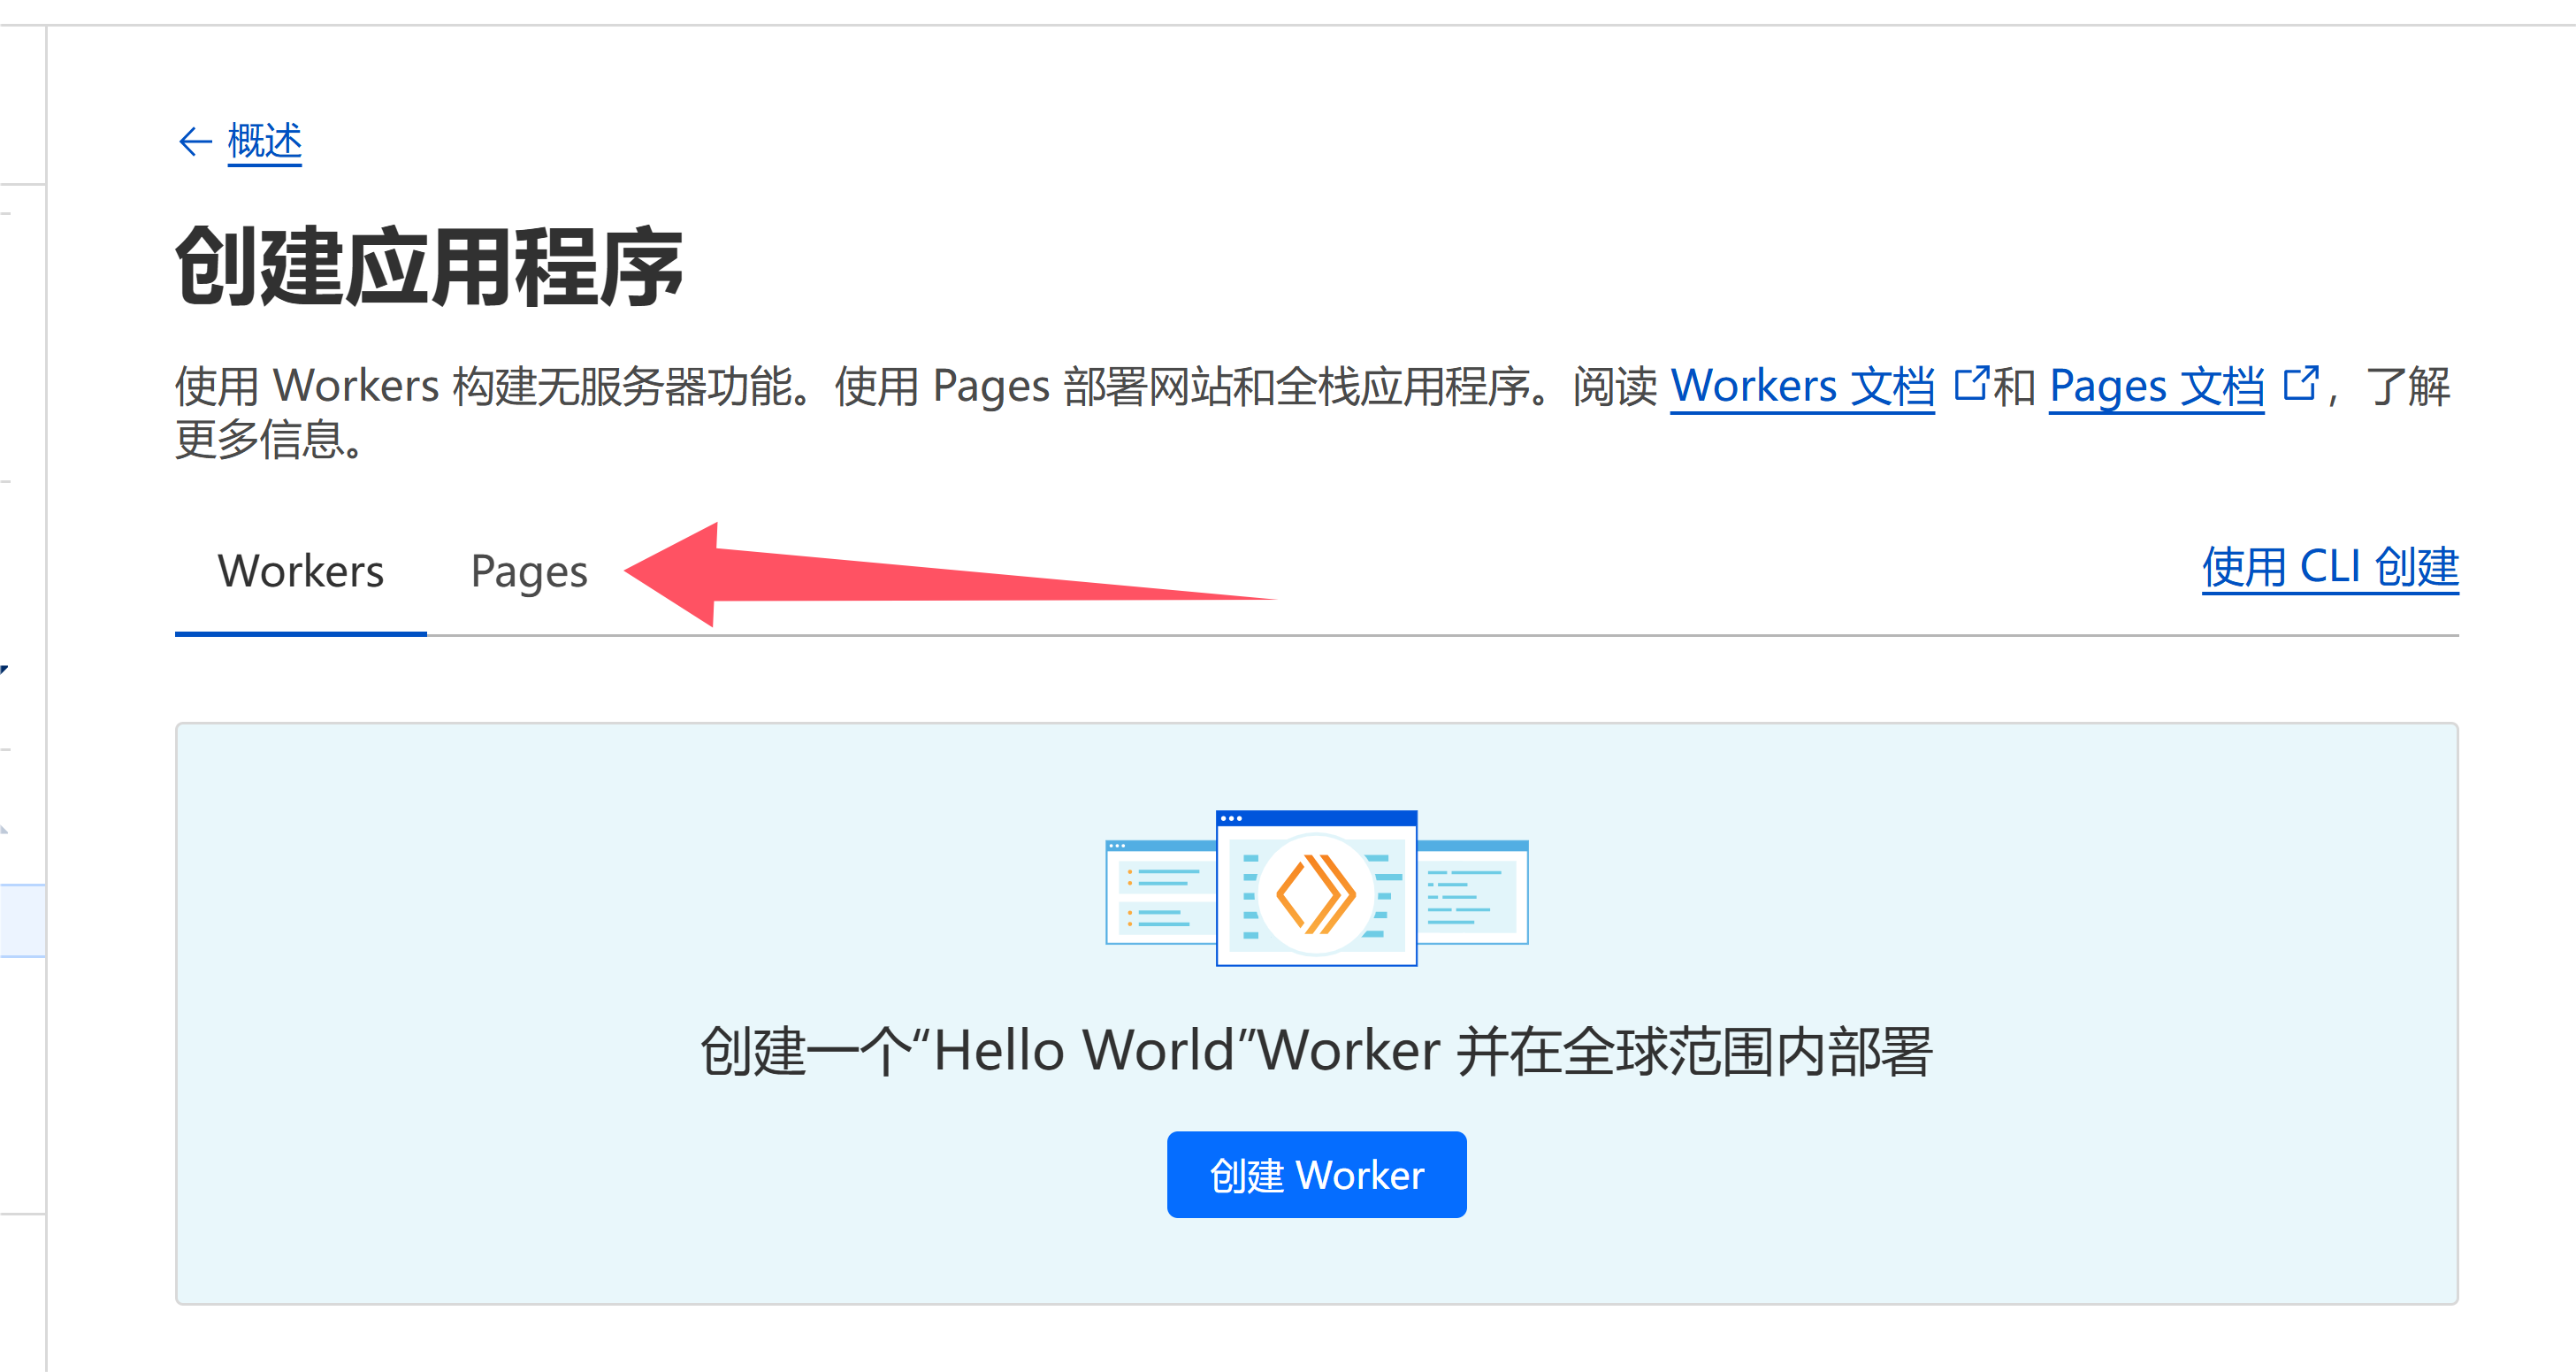 概述
创建应用程序
使用 Workers 构建无服务器功能。使用 Pages 部署网站和全栈应用程序。阅读 Workers 文档 和 Pages 文档 ，了解
更多信息。
Workers Pages 使用 CLI 创建
创建一个“Hello World”Worker 并在全球范围内部署
创建 Worker